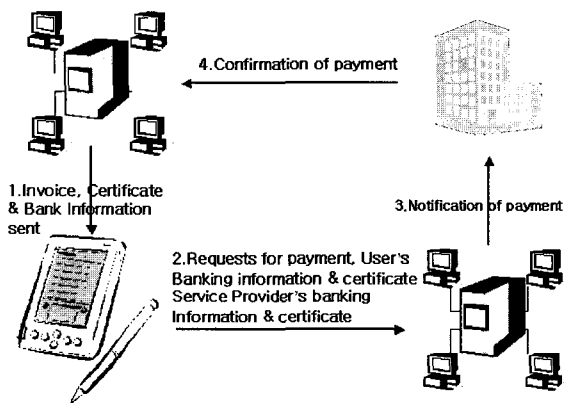 4.Confirmation of payment
1.Invoice, Certificate
& Bank Information
sent
3.Notification of payment
2.Requests for payment, User's
Banking information & certificate
Service Provider's banking
Information & certificate